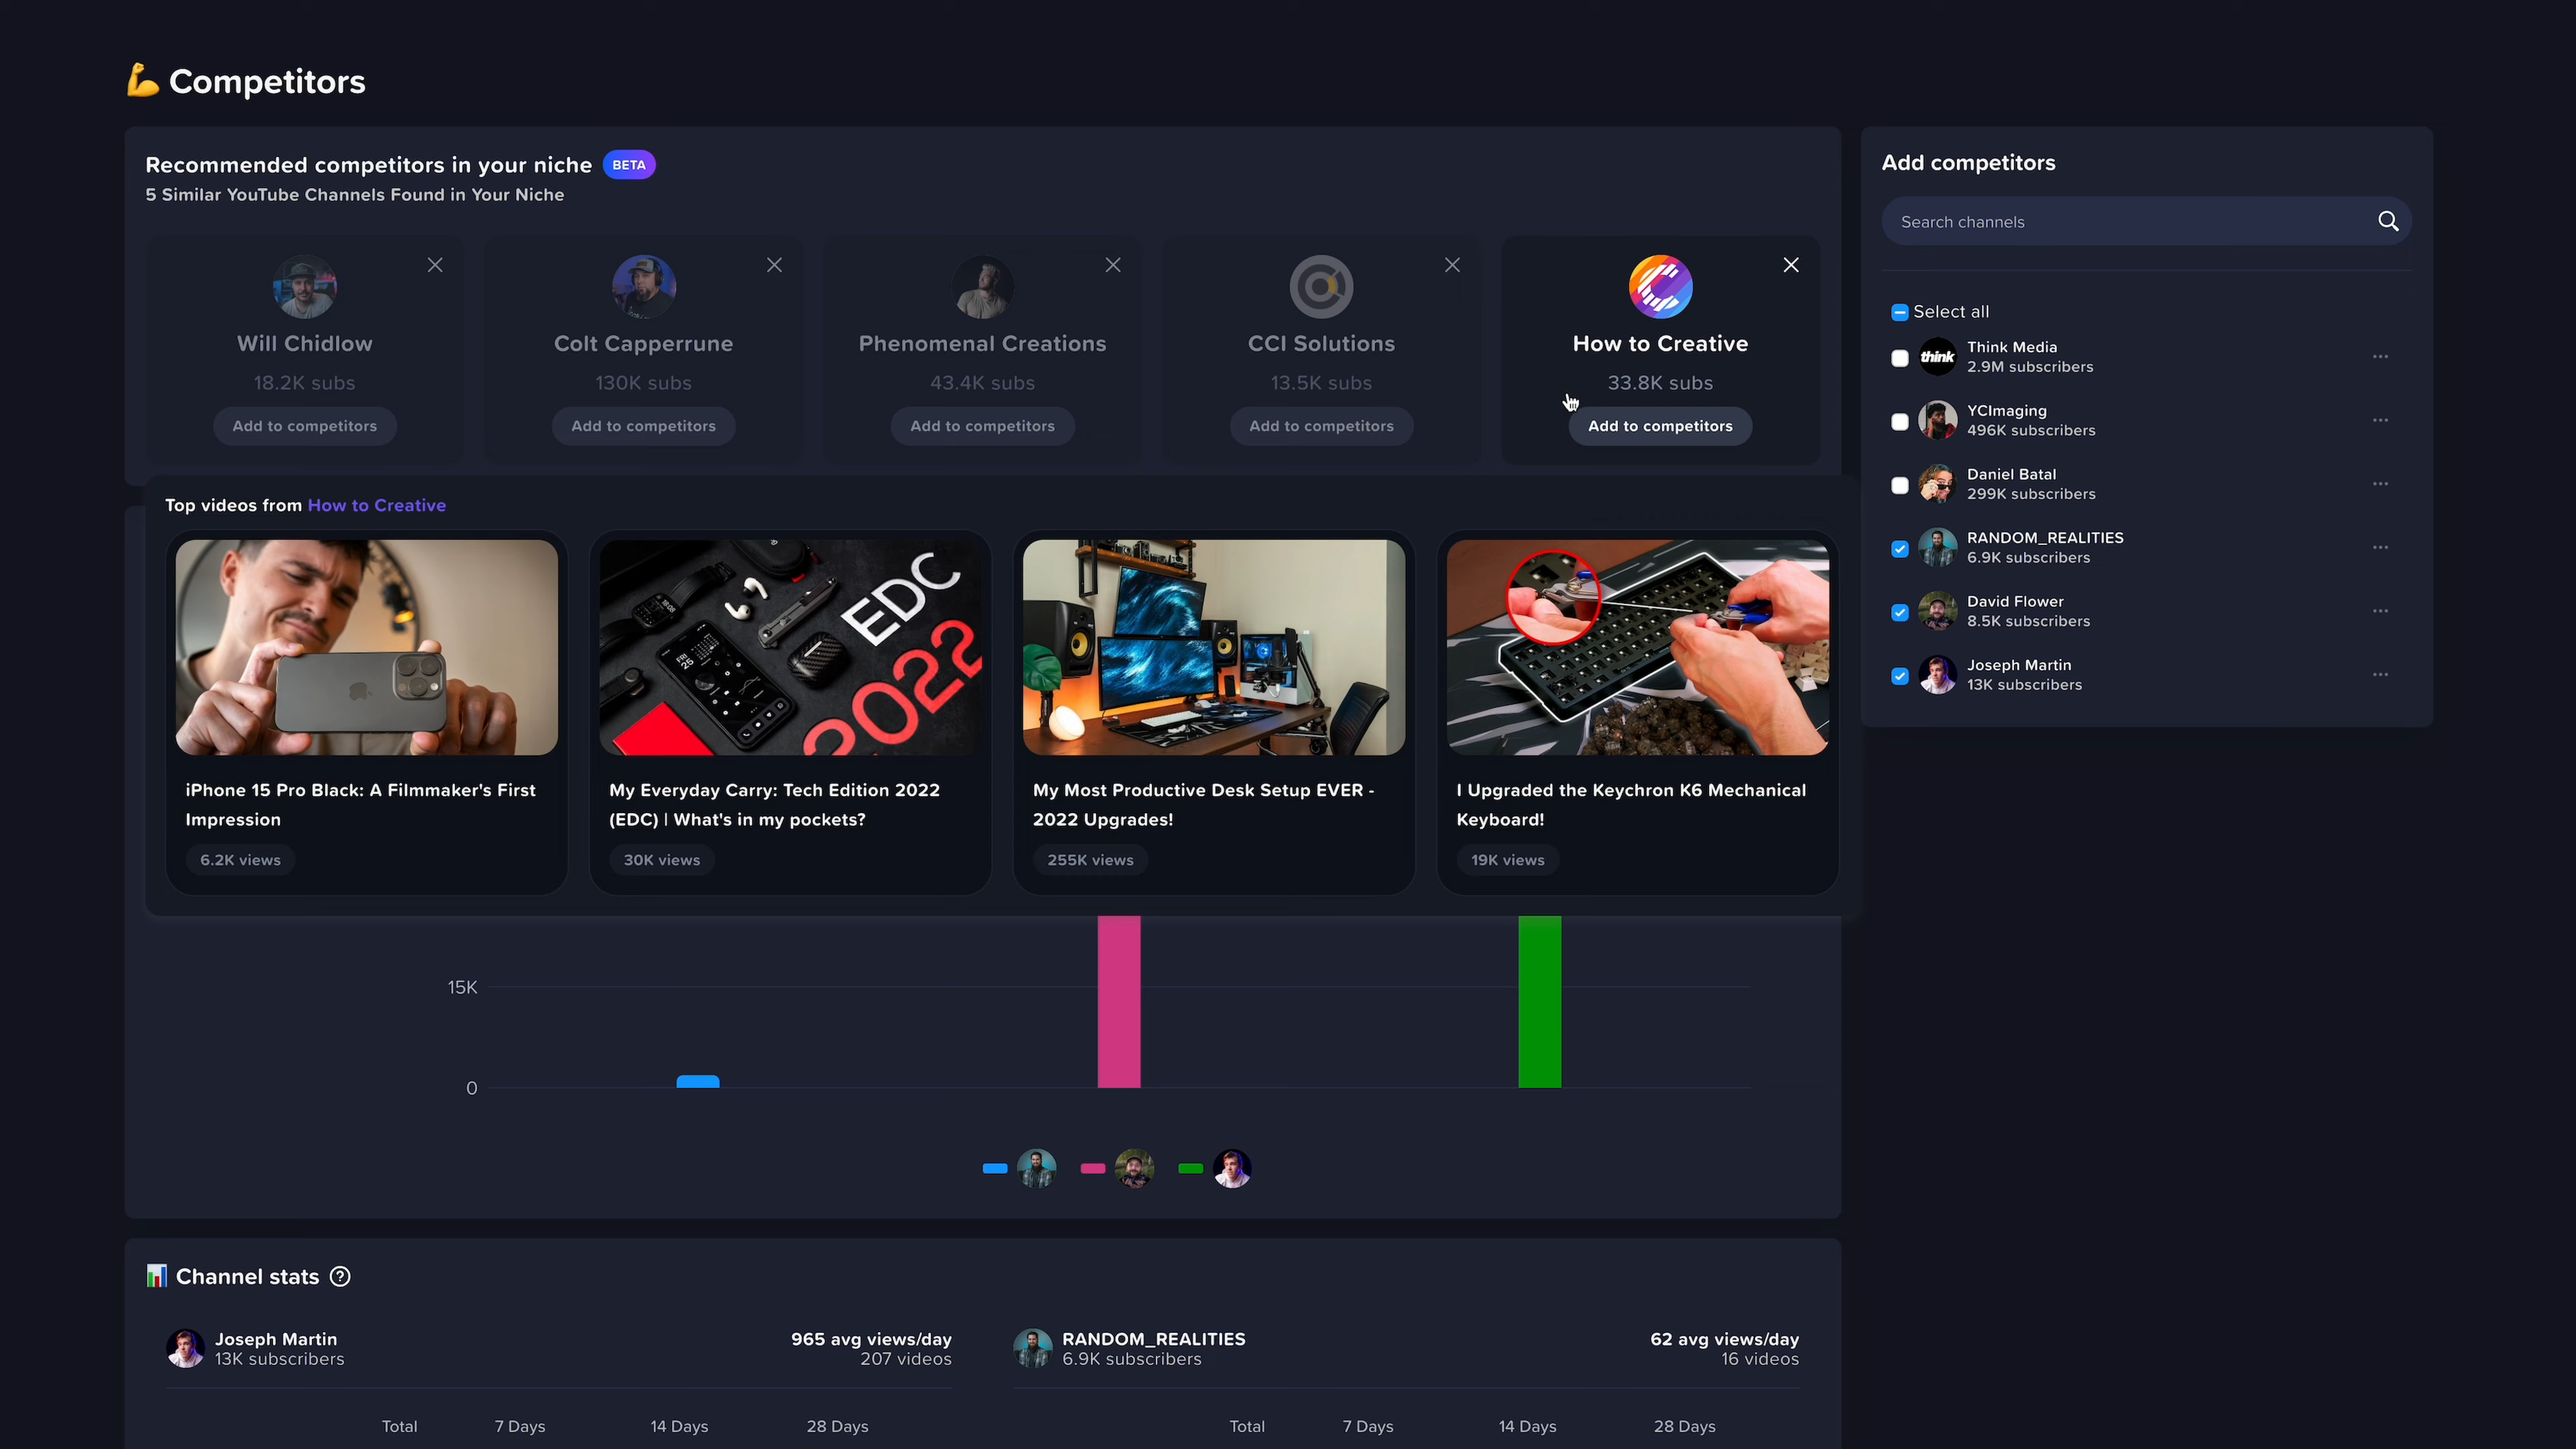 Competitors
Recommended competitors in your niche BETA
5 Similar YouTube Channels Found in Your Niche
Will Chidlow
18.2K subs
Add to competitors
Colt Capperrune
130K subs
Add to competitors
Phenomenal Creations
43.4K subs
Add to competitors
CCI Solutions
13.5K subs
Add to competitors
How to Creative
33.8K subs
Add to competitors
Top videos from How to Creative
EDC
2022
iPhone 15 Pro Black: A Filmmaker's First
Impression
6.2K views
My Everyday Carry: Tech Edition 2022
(EDC) | What's in my pockets?
30K views
My Most Productive Desk Setup EVER -
2022 Upgrades!
255K views
I Upgraded the Keychron K6 Mechanical
Keyboard!
19K views
15K
0
Channel stats
Joseph Martin
13K subscribers
965 avg views/day
207 videos
Total 7 Days 14 Days 28 Days
RANDOM_REALITIES
6.9K subscribers
62 avg views/day
16 videos
Total 7 Days 14 Days 28 Days
Add competitors
Search channels
Select all
think
Think Media
2.9M subscribers
YCImaging
496K subscribers
Daniel Batal
299K subscribers
RANDOM_REALITIES
6.9K subscribers
David Flower
8.5K subscribers
Joseph Martin
13K subscribers